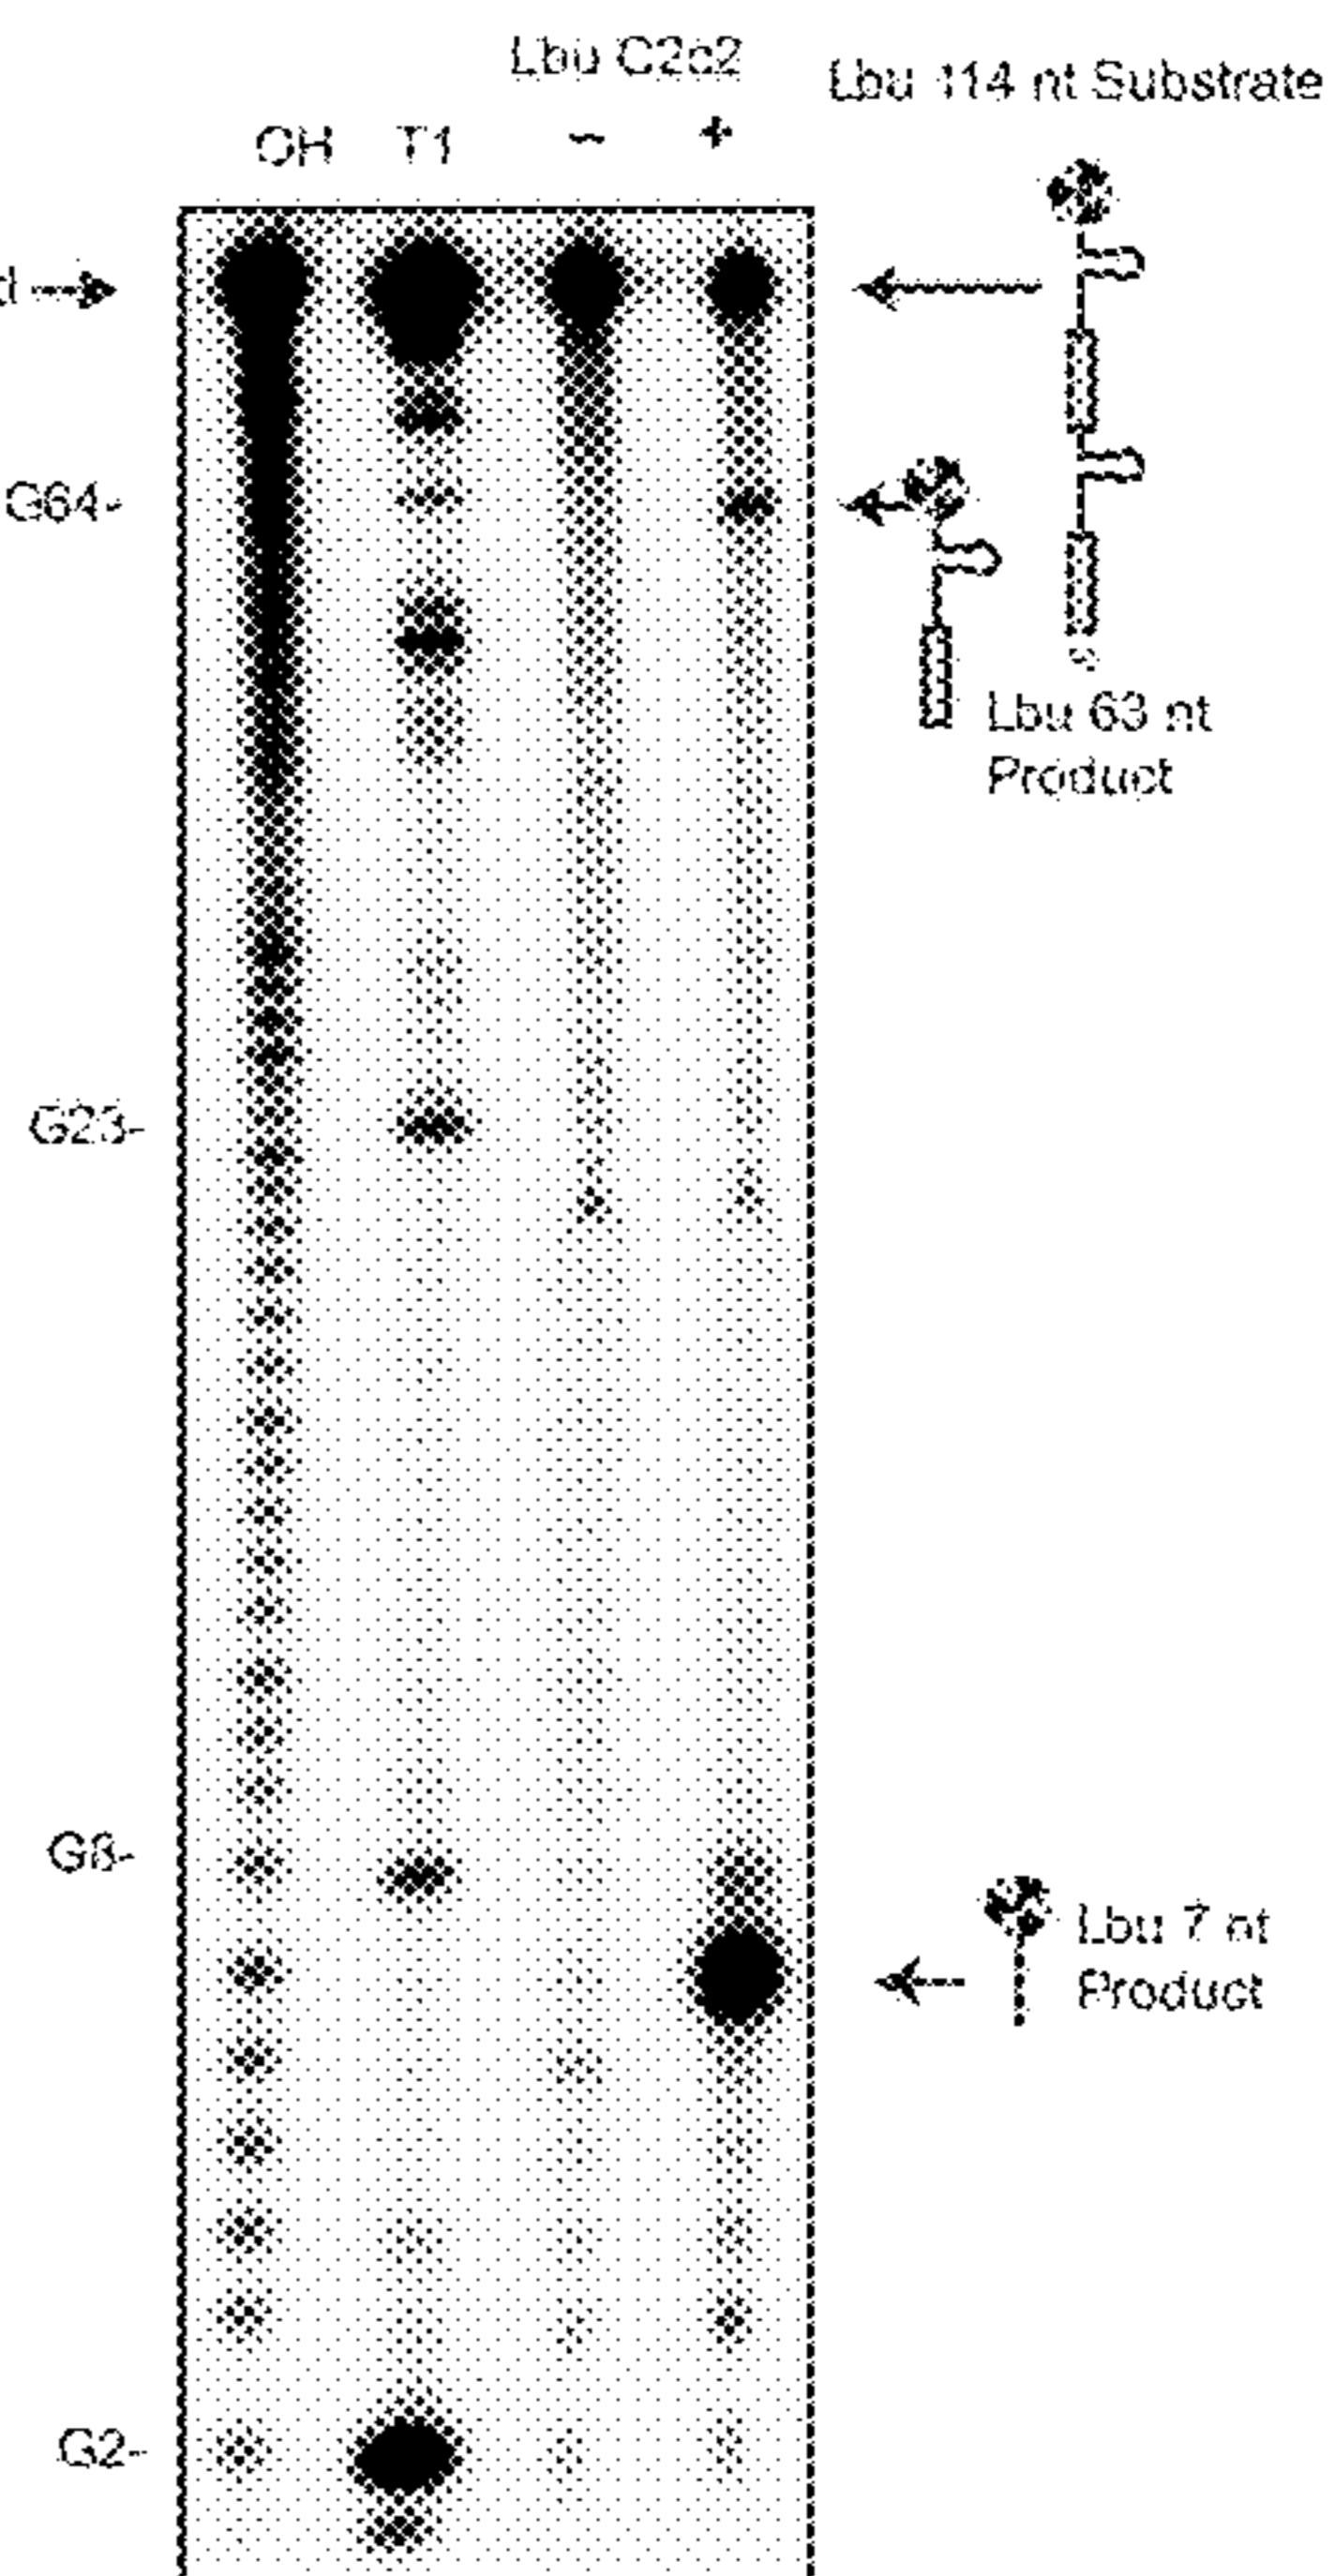 Lbu C2c2
Lbu 114 nt Substrate
OH T1 – +
d
G64-
Lbu 63 nt
Product
G23-
G8-
Lbu 7 nt
Product
G2-